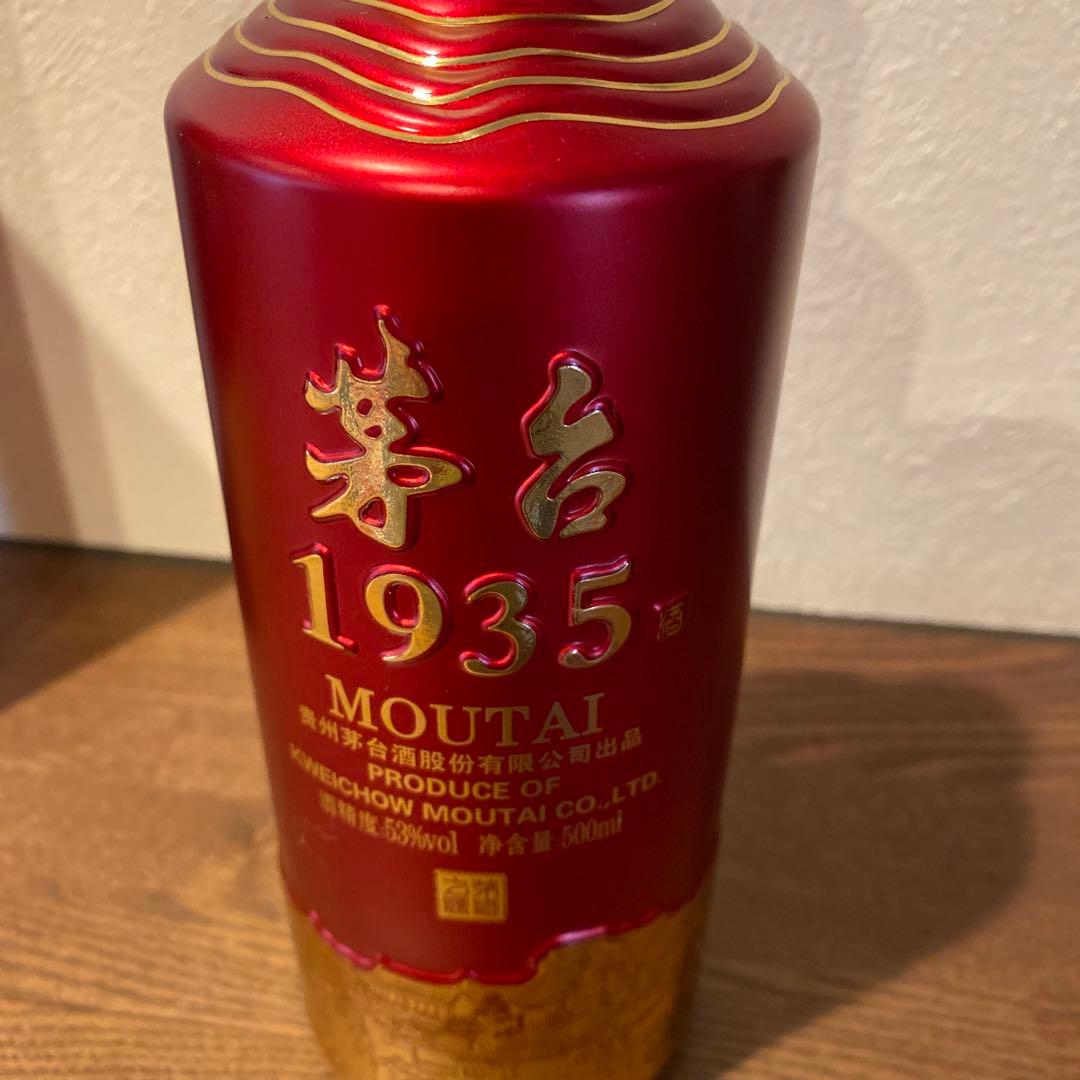 茅台
1935
酒
MOUTAI
贵州茅台酒股份有限公司出品
PRODUCE OF
KWEICHOW MOUTAI CO.,LTD.
酒精度:53%vol 净含量:500ml